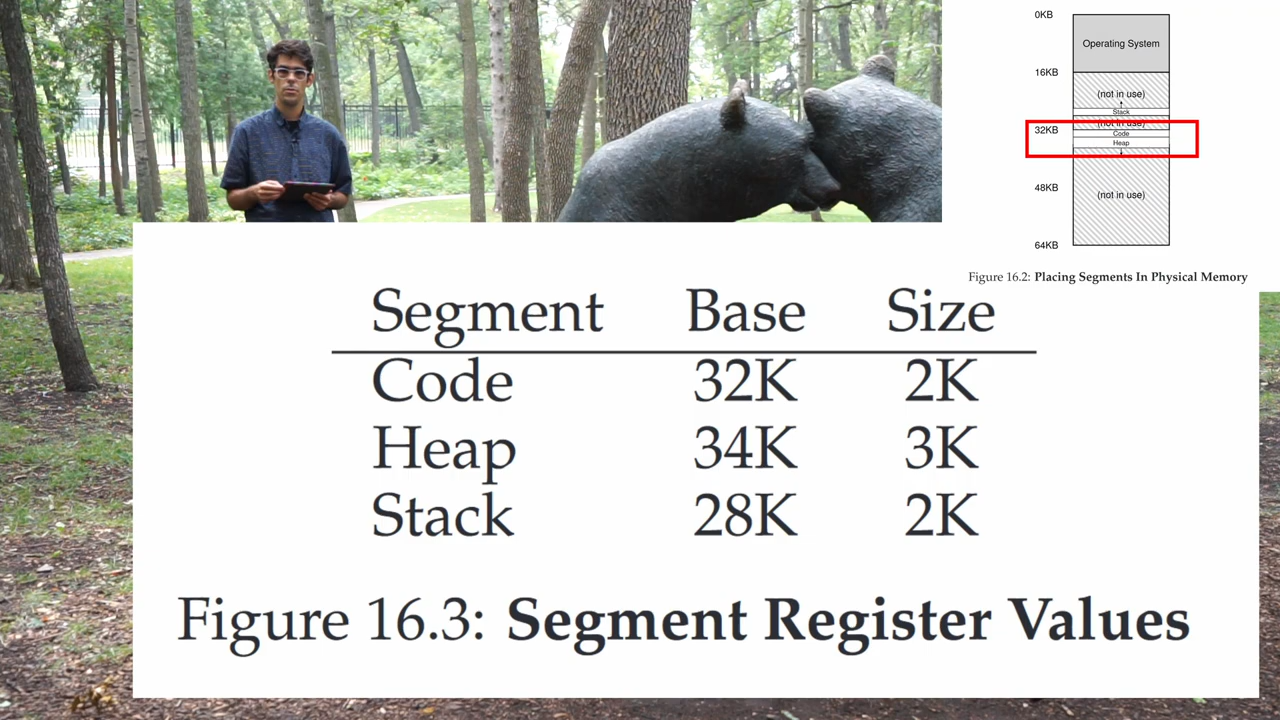 0KB
Operating System
16KB
(not in use)
Stack
(not in use)
32KB
Code
Heap
48KB
(not in use)
64KB
Figure 16.2: Placing Segments In Physical Memory
Segment Base Size
Code 32K 2K
Heap 34K 3K
Stack 28K 2K
Figure 16.3: Segment Register Values